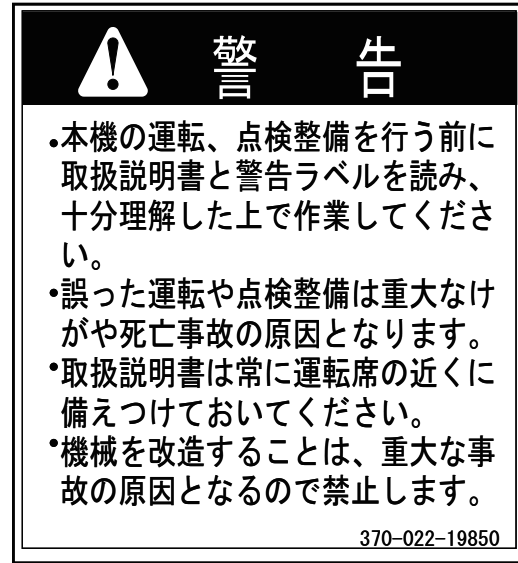 警 告
•本機の運転、点検整備を行う前に
取扱説明書と警告ラベルを読み、
十分理解した上で作業してくださ
い。
•誤った運転や点検整備は重大なけ
がや死亡事故の原因となります。
•取扱説明書は常に運転席の近くに
備えつけておいてください。
•機械を改造することは、重大な事
故の原因となるので禁止します。
370-022-19850